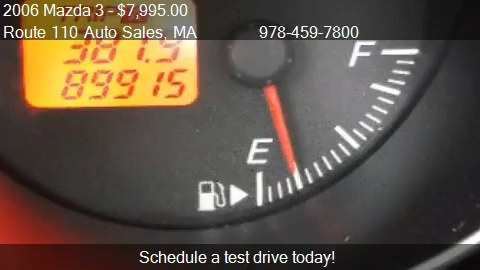 2006 Mazda 3 - $7,995.00
Route 110 Auto Sales, MA 978-459-7800
387.9
89915
F
E
Schedule a test drive today!